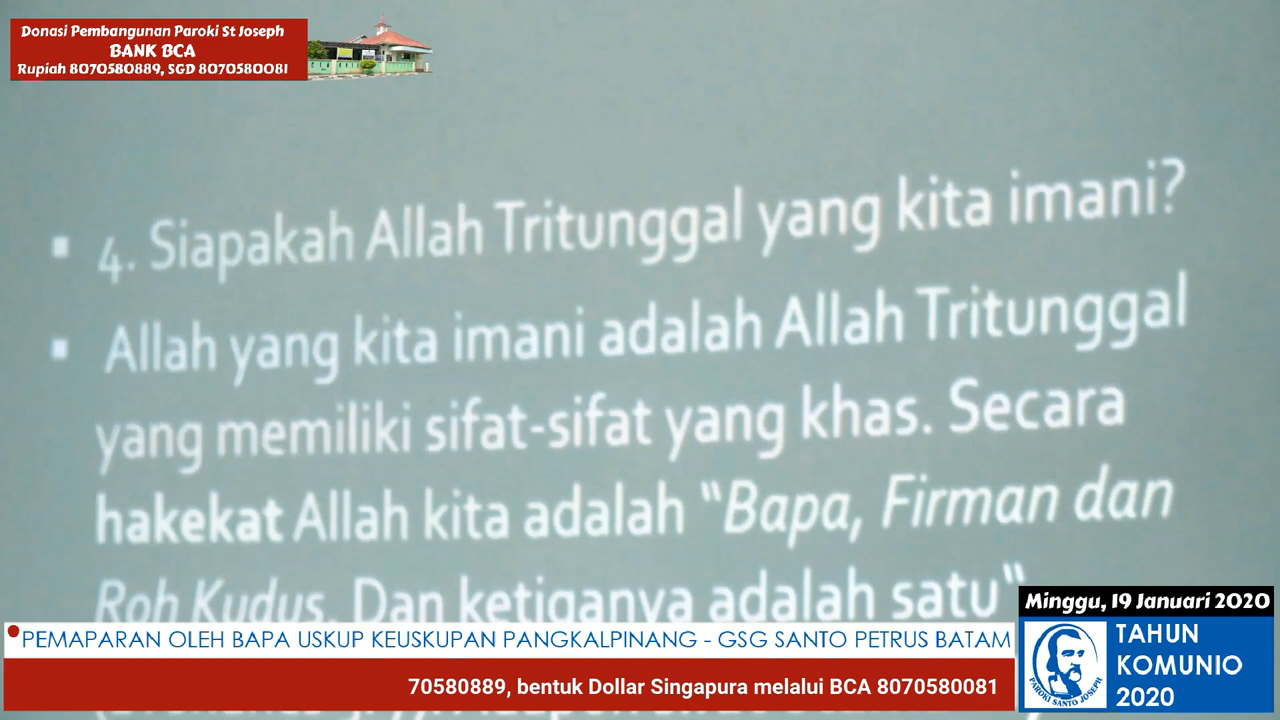 Donasi Pembangunan Paroki St Joseph
BANK BCA
Rupiah 8070580889, SGD 8070580081
4. Siapakah Allah Tritunggal yang kita imani?
Allah yang kita imani adalah Allah Tritunggal
yang memiliki sifat-sifat yang khas. Secara
hakekat Allah kita adalah "Bapa, Firman dan
Roh Kudus. Dan ketiganya adalah satu"
Minggu, 19 Januari 2020
PEMAPARAN OLEH BAPA USKUP KEUSKUPAN PANGKALPINANG - GSG SANTO PETRUS BATAM
70580889, bentuk Dollar Singapura melalui BCA 8070580081
PAROKI SANTO JOSEPH
TAHUN
KOMUNIO
2020